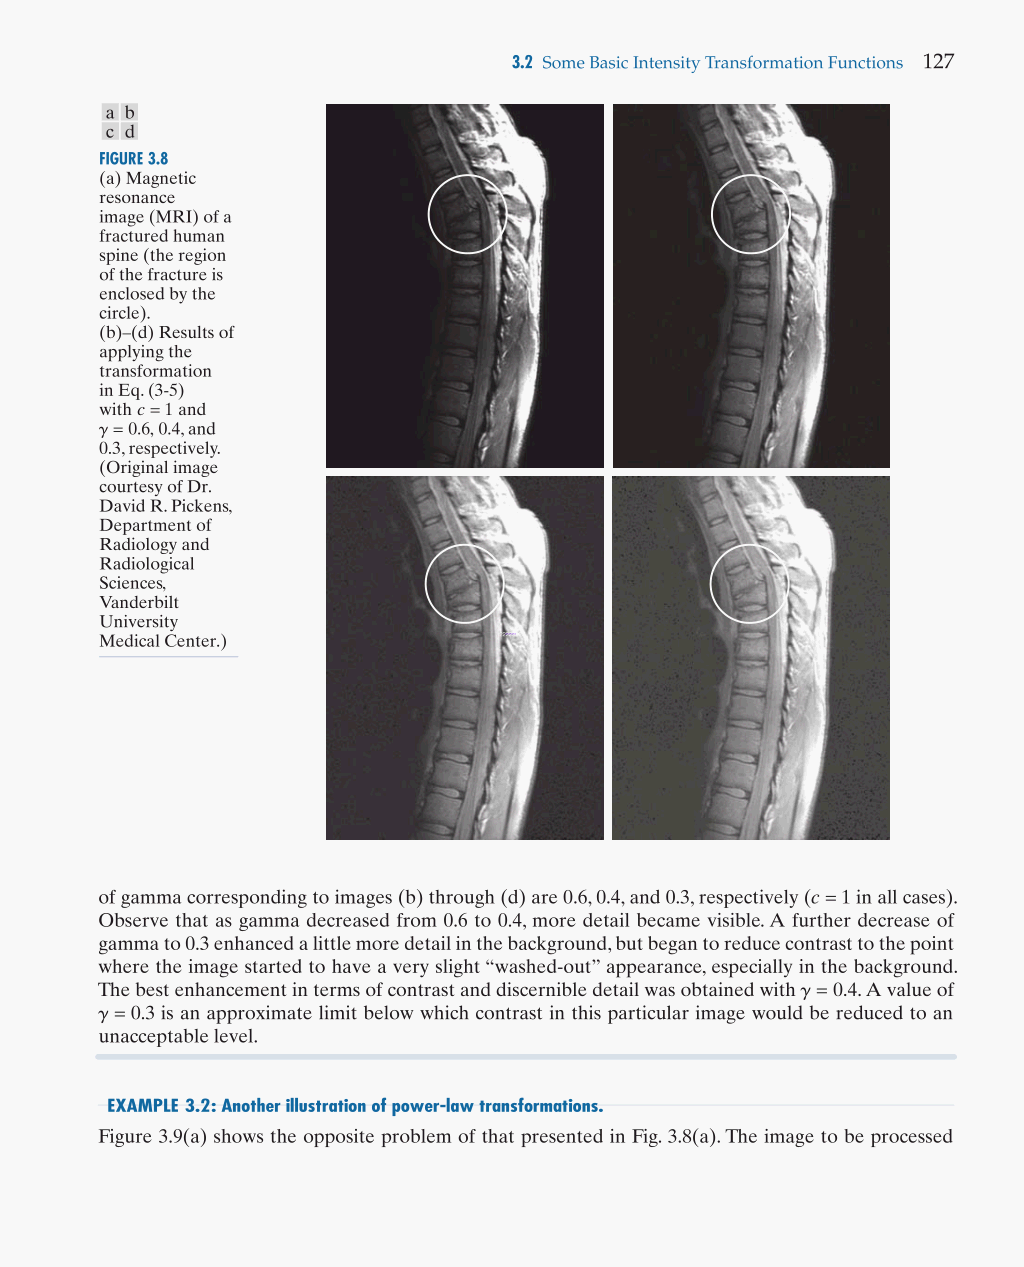 3.2 Some Basic Intensity Transformation Functions 127
a b
c d
FIGURE 3.8
(a) Magnetic
resonance
image (MRI) of a
fractured human
spine (the region
of the fracture is
enclosed by the
circle).
(b)–(d) Results of
applying the
transformation
in Eq. (3-5)
with c = 1 and
γ = 0.6, 0.4, and
0.3, respectively.
(Original image
courtesy of Dr.
David R. Pickens,
Department of
Radiology and
Radiological
Sciences,
Vanderbilt
University
Medical Center.)
of gamma corresponding to images (b) through (d) are 0.6, 0.4, and 0.3, respectively (c = 1 in all cases).
Observe that as gamma decreased from 0.6 to 0.4, more detail became visible. A further decrease of
gamma to 0.3 enhanced a little more detail in the background, but began to reduce contrast to the point
where the image started to have a very slight “washed-out” appearance, especially in the background.
The best enhancement in terms of contrast and discernible detail was obtained with γ = 0.4. A value of
γ = 0.3 is an approximate limit below which contrast in this particular image would be reduced to an
unacceptable level.
EXAMPLE 3.2: Another illustration of power-law transformations.
Figure 3.9(a) shows the opposite problem of that presented in Fig. 3.8(a). The image to be processed